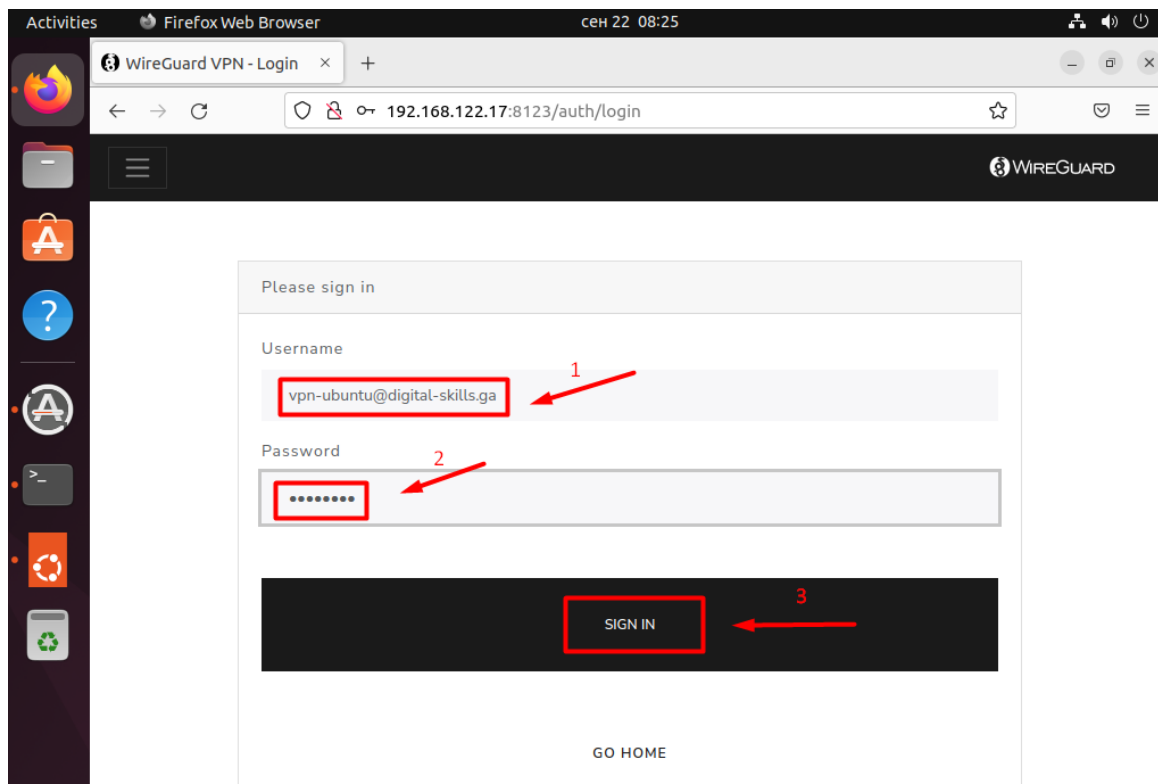 Activities Firefox Web Browser сен 22 08:25
WireGuard VPN - Login
192.168.122.17:8123/auth/login
WIREGUARD
Please sign in
Username
1
vpn-ubuntu@digital-skills.ga
Password
2
••••••••
3
SIGN IN
GO HOME